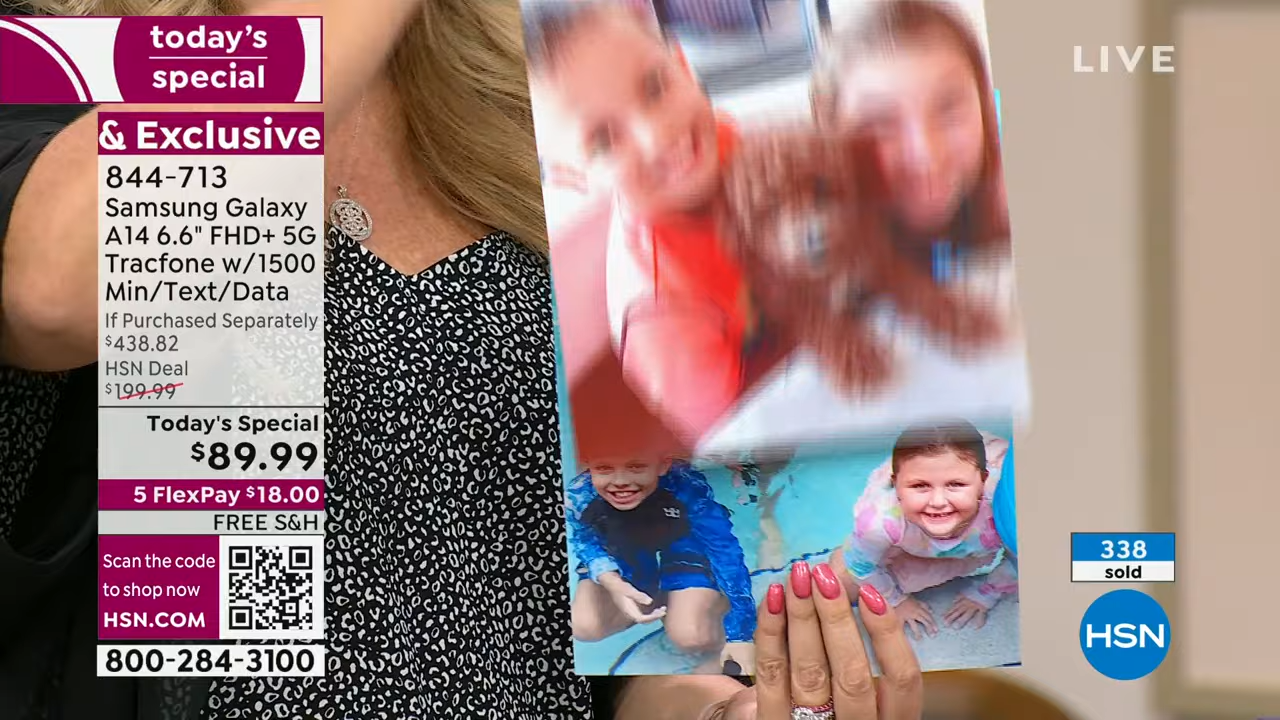 today's
special
& Exclusive
844-713
Samsung Galaxy
A14 6.6" FHD+ 5G
Tracfone w/1500
Min/Text/Data
If Purchased Separately
$438.82
HSN Deal
$199.99
Today's Special
$89.99
5 FlexPay $18.00
FREE S&H
Scan the code
to shop now
HSN.COM
800-284-3100
LIVE
338
sold
HSN